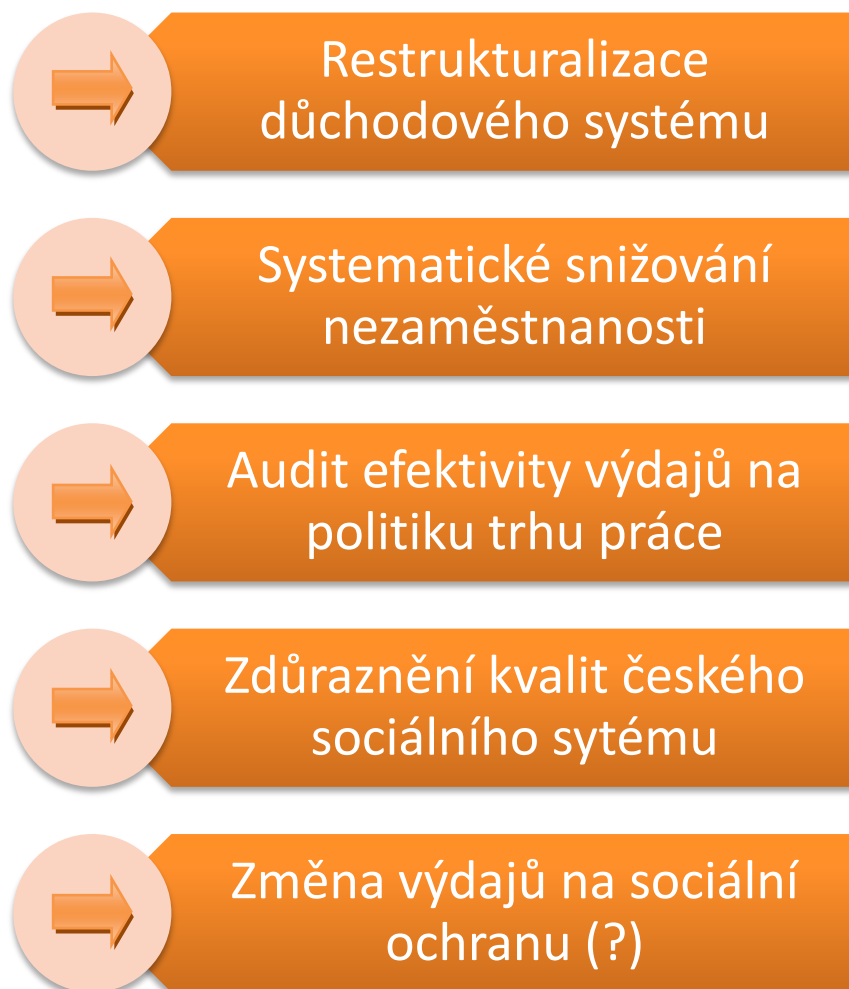 Restrukturalizace
důchodového systému
Systematické snižování
nezaměstnanosti
Audit efektivity výdajů na
politiku trhu práce
Zdůraznění kvalit českého
sociálního sytému
Změna výdajů na sociální
ochranu (?)